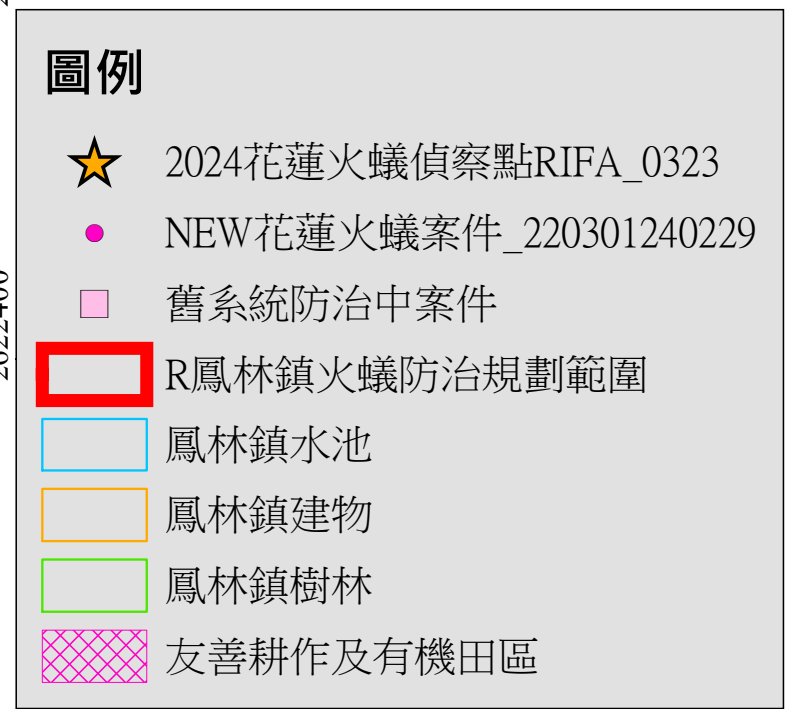 圖例
2024花蓮火蟻偵察點RIFA_0323
NEW花蓮火蟻案件_220301240229
舊系統防治中案件
R鳳林鎮火蟻防治規劃範圍
鳳林鎮水池
鳳林鎮建物
鳳林鎮樹林
友善耕作及有機田區